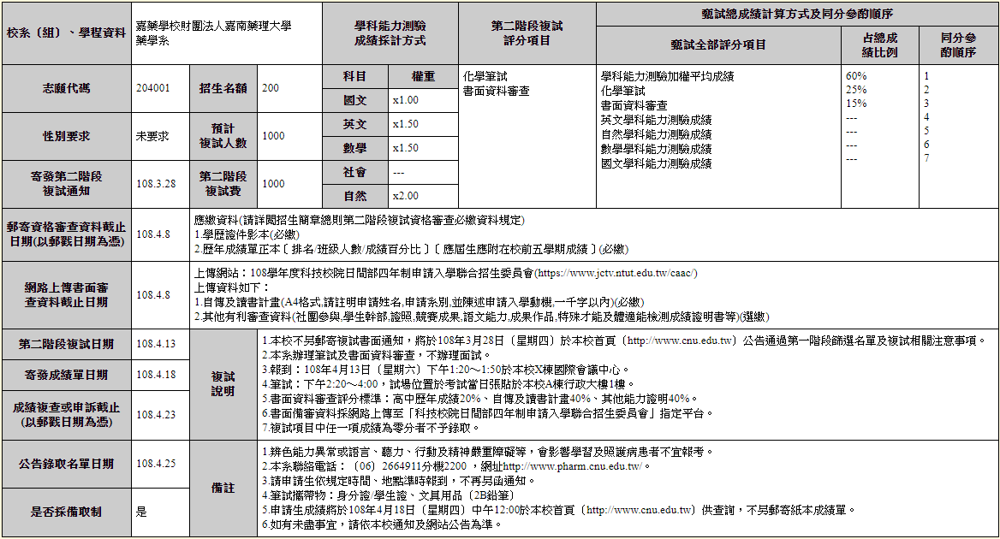 校系（組）、學程資料
嘉藥學校財團法人嘉南藥理大學
藥學系
學科能力測驗
成績採計方式
第二階段複試
評分項目
甄試總成績計算方式及同分參酌順序
甄試全部評分項目
占總成
績比例
同分參
酌順序
志願代碼
204001
招生名額
200
科目
權重
國文
x1.00
英文
x1.50
數學
x1.50
社會
---
自然
x2.00
化學筆試
書面資料審查
學科能力測驗加權平均成績
60%
1
化學筆試
25%
2
書面資料審查
15%
3
英文學科能力測驗成績
---
4
自然學科能力測驗成績
---
5
數學學科能力測驗成績
---
6
國文學科能力測驗成績
---
7
性別要求
未要求
預計
複試人數
1000
寄發第二階段
複試通知
108.3.28
第二階段
複試費
1000
郵寄資格審查資料截止
日期(以郵戳日期為憑)
108.4.8
應繳資料(請詳閱招生簡章總則第二階段複試資格審查必繳資料規定)
1.學歷證件影本(必繳)
2.歷年成績單正本〔 排名/班級人數/成績百分比 〕〔 應屆生應附在校前五學期成績 〕(必繳)
網路上傳書面審
查資料截止日期
108.4.8
上傳網站：108學年度科技校院日間部四年制申請入學聯合招生委員會(https://www.jctv.ntut.edu.tw/caac/)
上傳資料如下：
1.自傳及讀書計畫(A4格式,請註明申請姓名,申請系別,並陳述申請入學動機,一千字以內)(必繳)
2.其他有利審查資料(社團參與,學生幹部,證照,競賽成果,語文能力,成果作品,特殊才能及體適能檢測成績證明書等)(選繳)
第二階段複試日期
108.4.13
寄發成績單日期
108.4.18
成績複查或申訴截止
(以郵戳日期為憑)
108.4.23
複試
說明
1.本校不另郵寄複試書面通知，將於108年3月28日（星期四）於本校首頁（http://www.cnu.edu.tw）公告通過第一階段篩選名單及複試相關注意事項。
2.本系辦理筆試及書面資料審查，不辦理面試。
3.報到：108年4月13日（星期六）下午1:20～1:50於本校X棟國際會議中心。
4.筆試：下午2:20～4:00，試場位置於考試當日張貼於本校A棟行政大樓1樓。
5.書面資料審查評分標準：高中歷年成績20%、自傳及讀書計畫40%、其他能力證明40%。
6.書面備審資料採網路上傳至「科技校院日間部四年制申請入學聯合招生委員會」指定平台。
7.複試項目中任一項成績為零分者不予錄取。
公告錄取名單日期
108.4.25
是否採備取制
是
備註
1.辨色能力異常或語言、聽力、行動及精神嚴重障礙等，會影響學習及照護病患者不宜報考。
2.本系聯絡電話：（06）2664911分機2200 ，網址http://www.pharm.cnu.edu.tw/。
3.請申請生依規定時間、地點準時報到，不再另函通知。
4.筆試攜帶物：身分證/學生證、文具用品（2B鉛筆）
5.申請生成績將於108年4月18日（星期四）中午12:00於本校首頁（http://www.cnu.edu.tw）供查詢，不另郵寄紙本成績單。
6.如有未盡事宜，請依本校通知及網站公告為準。